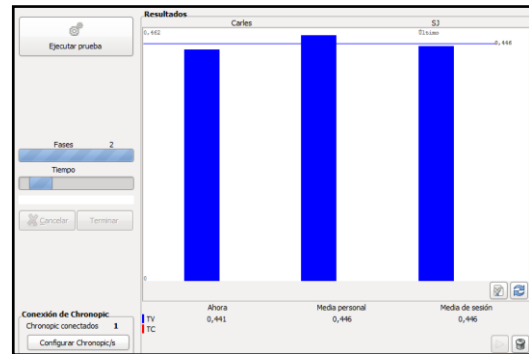 Resultados
Carles SJ
Ejecutar prueba
0,462 Último
0,446
Fases 2
Tiempo
Cancelar Terminar
0
Conexión de Chronopic
Chronopic conectados 1
Configurar Chronopic/s
Ahora Media personal Media de sesión
TV 0,441 0,446 0,446
TC